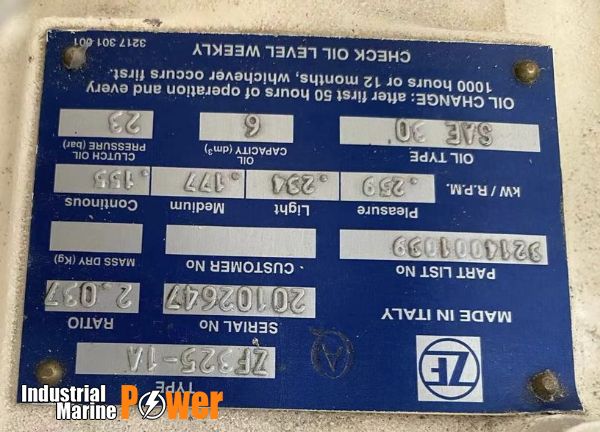 ZF
TYPE
ZF325-1A
MADE IN ITALY
SERIAL No RATIO
20102647 2.037
PART LIST No CUSTOMER No MASS DRY (Kg)
3214001039
Pleasure Light Medium Continous
kW / R.P.M. .259 .234 .177 .155
OIL TYPE OIL CAPACITY (dm³) CLUTCH OIL PRESSURE (bar)
SAE 30 6 23
OIL CHANGE: after first 50 hours of operation and every
1000 hours or 12 months, whichever occurs first.
CHECK OIL LEVEL WEEKLY
3217 301 001
Industrial
Marine Power